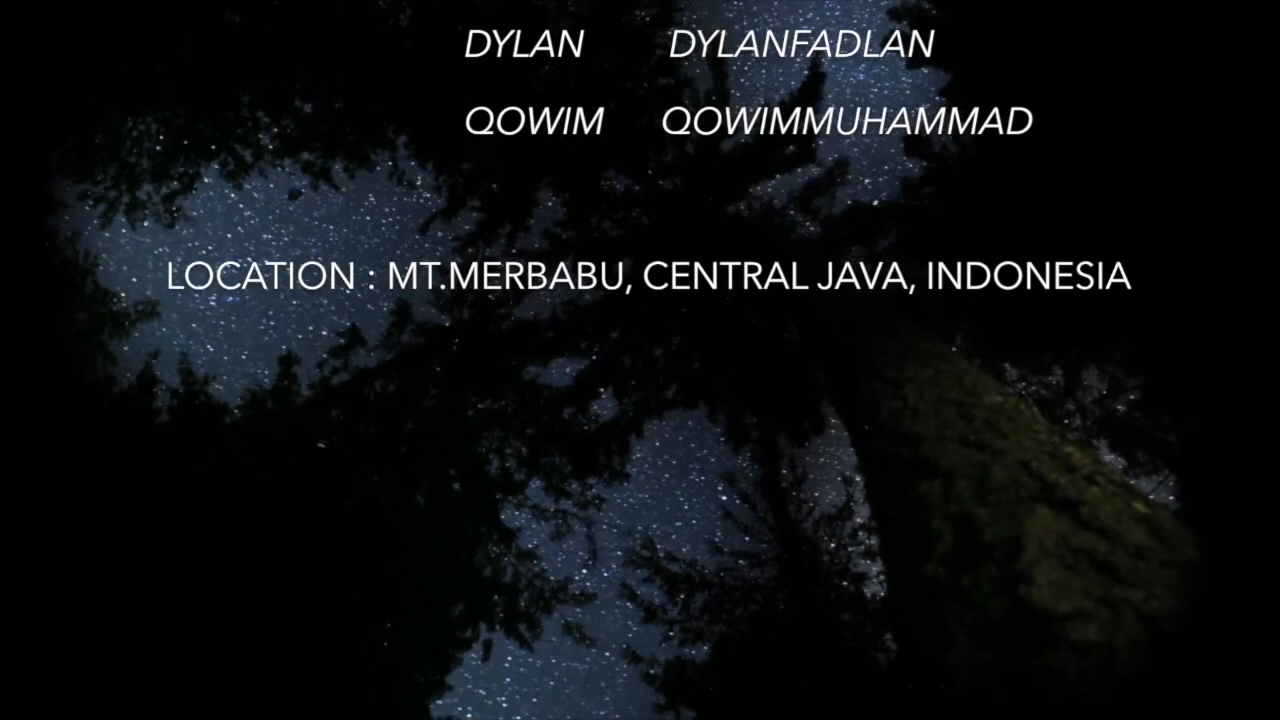 DYLAN DYLANFADLAN
QOWIM QOWIMMUHAMMAD
LOCATION : MT.MERBABU, CENTRAL JAVA, INDONESIA